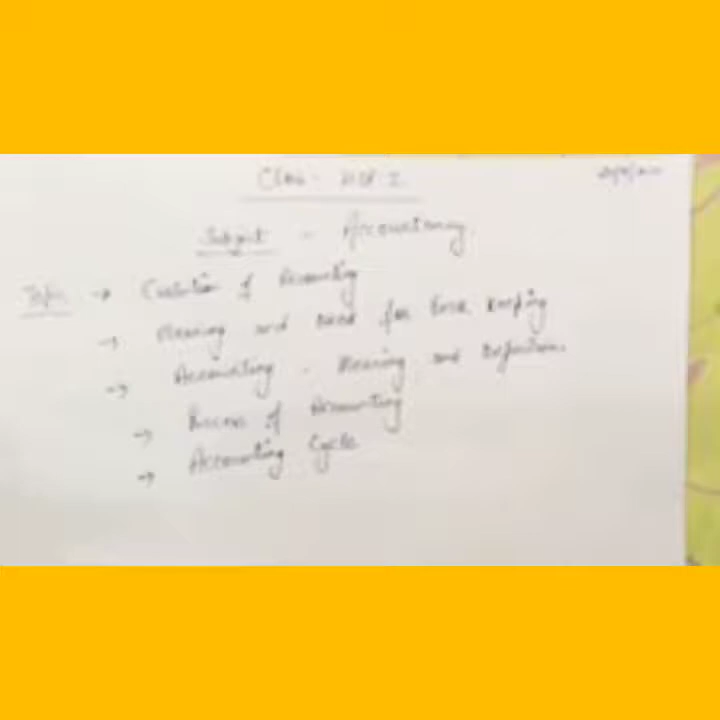 Class -
Subject - Accountancy
Topic → Evolution of Accounting
→ Meaning and Need for Book Keeping
→ Accounting - Meaning and Definition
→ Process of Accounting
→ Accounting Cycle